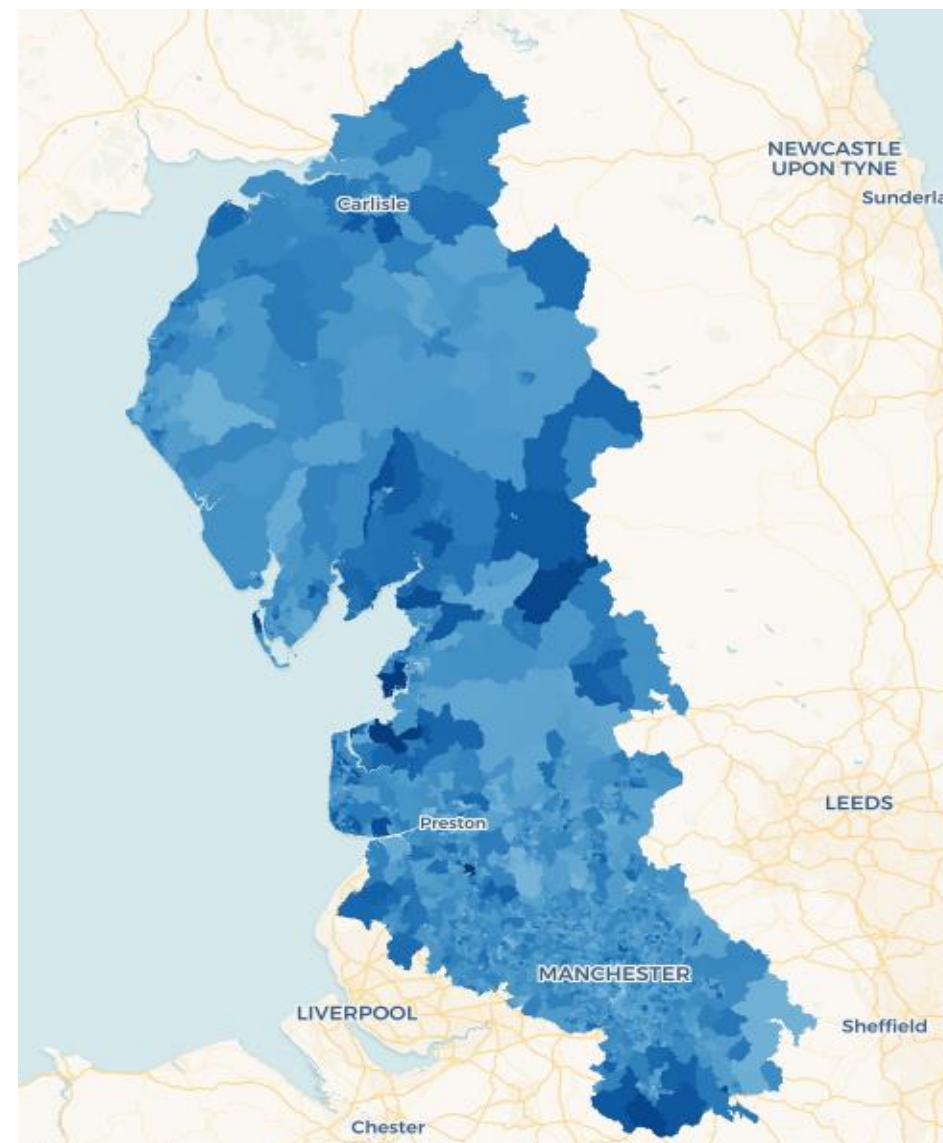 NEWCASTLE
UPON TYNE
Sunderla
Carlisle
LEEDS
Preston
MANCHESTER
LIVERPOOL
Sheffield
Chester